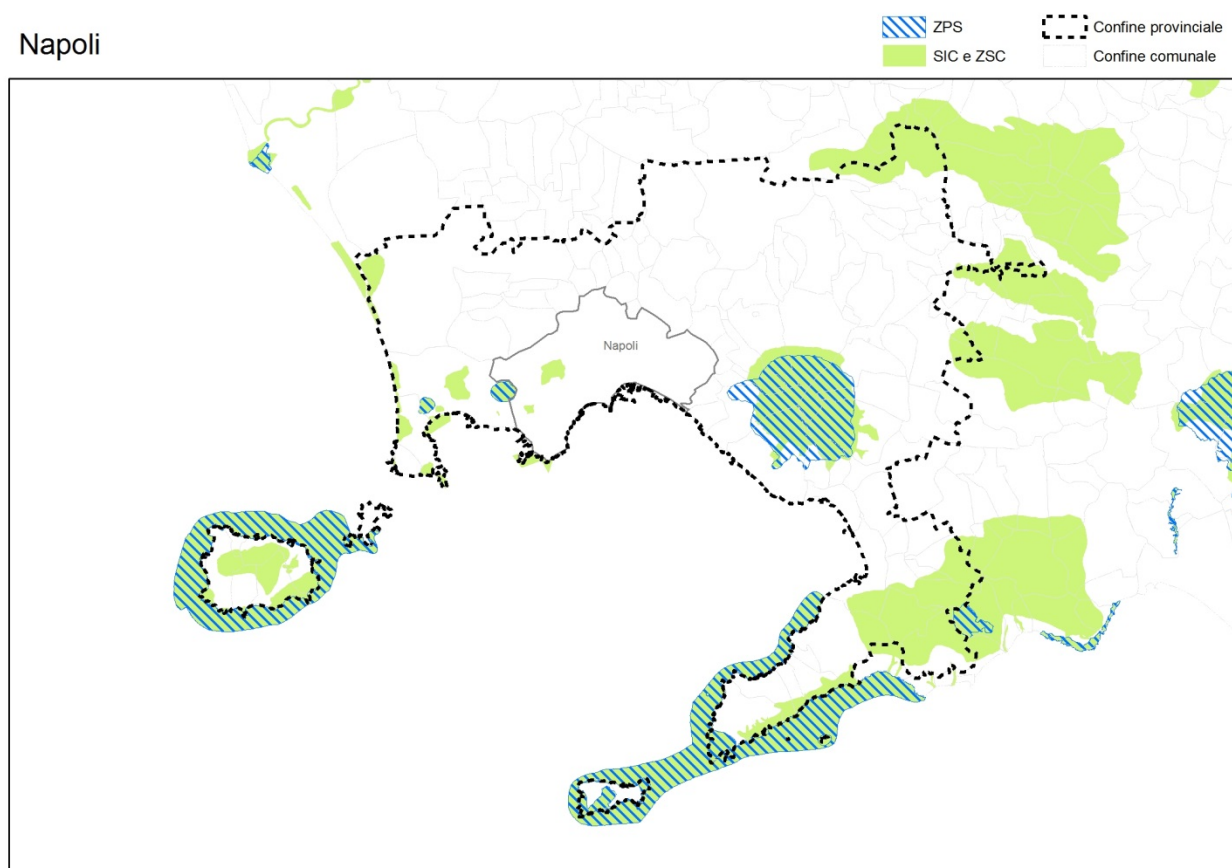 Napoli
ZPS
SIC e ZSC
Confine provinciale
Confine comunale
Napoli